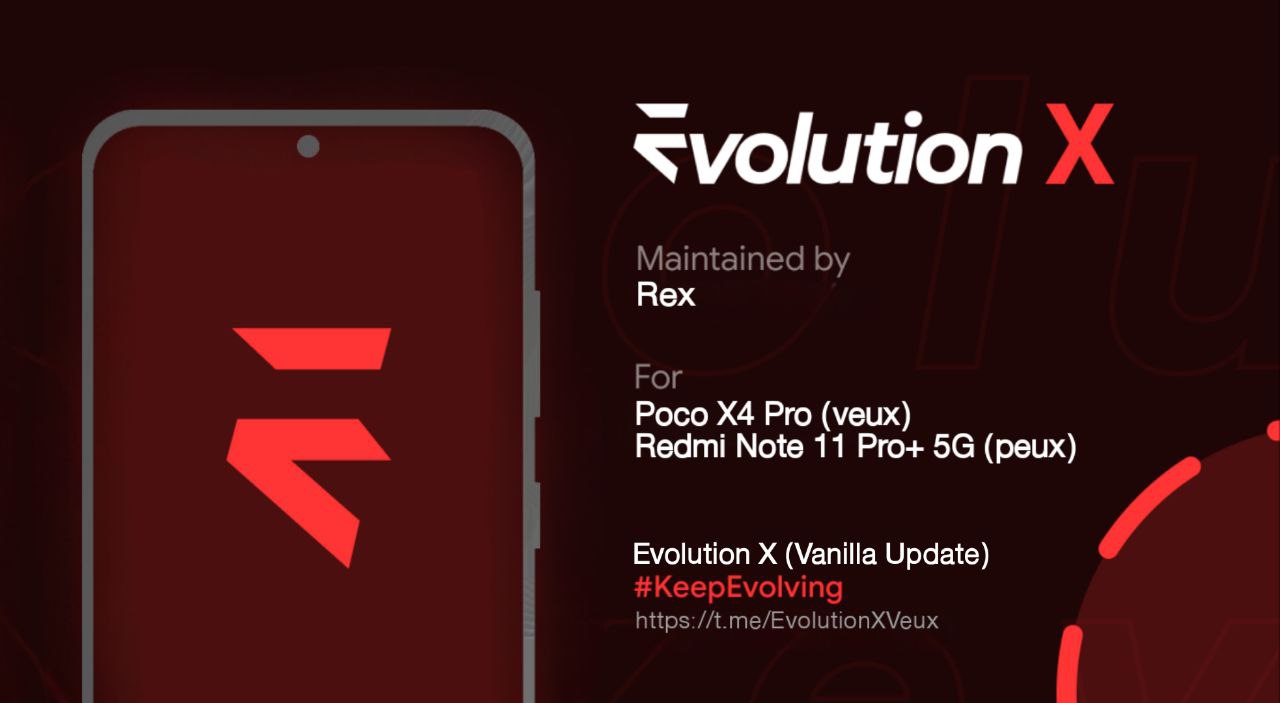 Evolution X
Maintained by
Rex
For
Poco X4 Pro (veux)
Redmi Note 11 Pro+ 5G (peux)
Evolution X (Vanilla Update)
#KeepEvolving
https://t.me/EvolutionXVeux